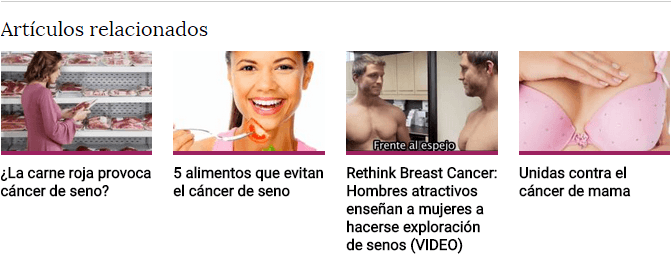 Artículos relacionados
Frente al espejo
¿La carne roja provoca
cáncer de seno?
5 alimentos que evitan
el cáncer de seno
Rethink Breast Cancer:
Hombres atractivos
enseñan a mujeres a
hacerse exploración
de senos (VIDEO)
Unidas contra el
cáncer de mama